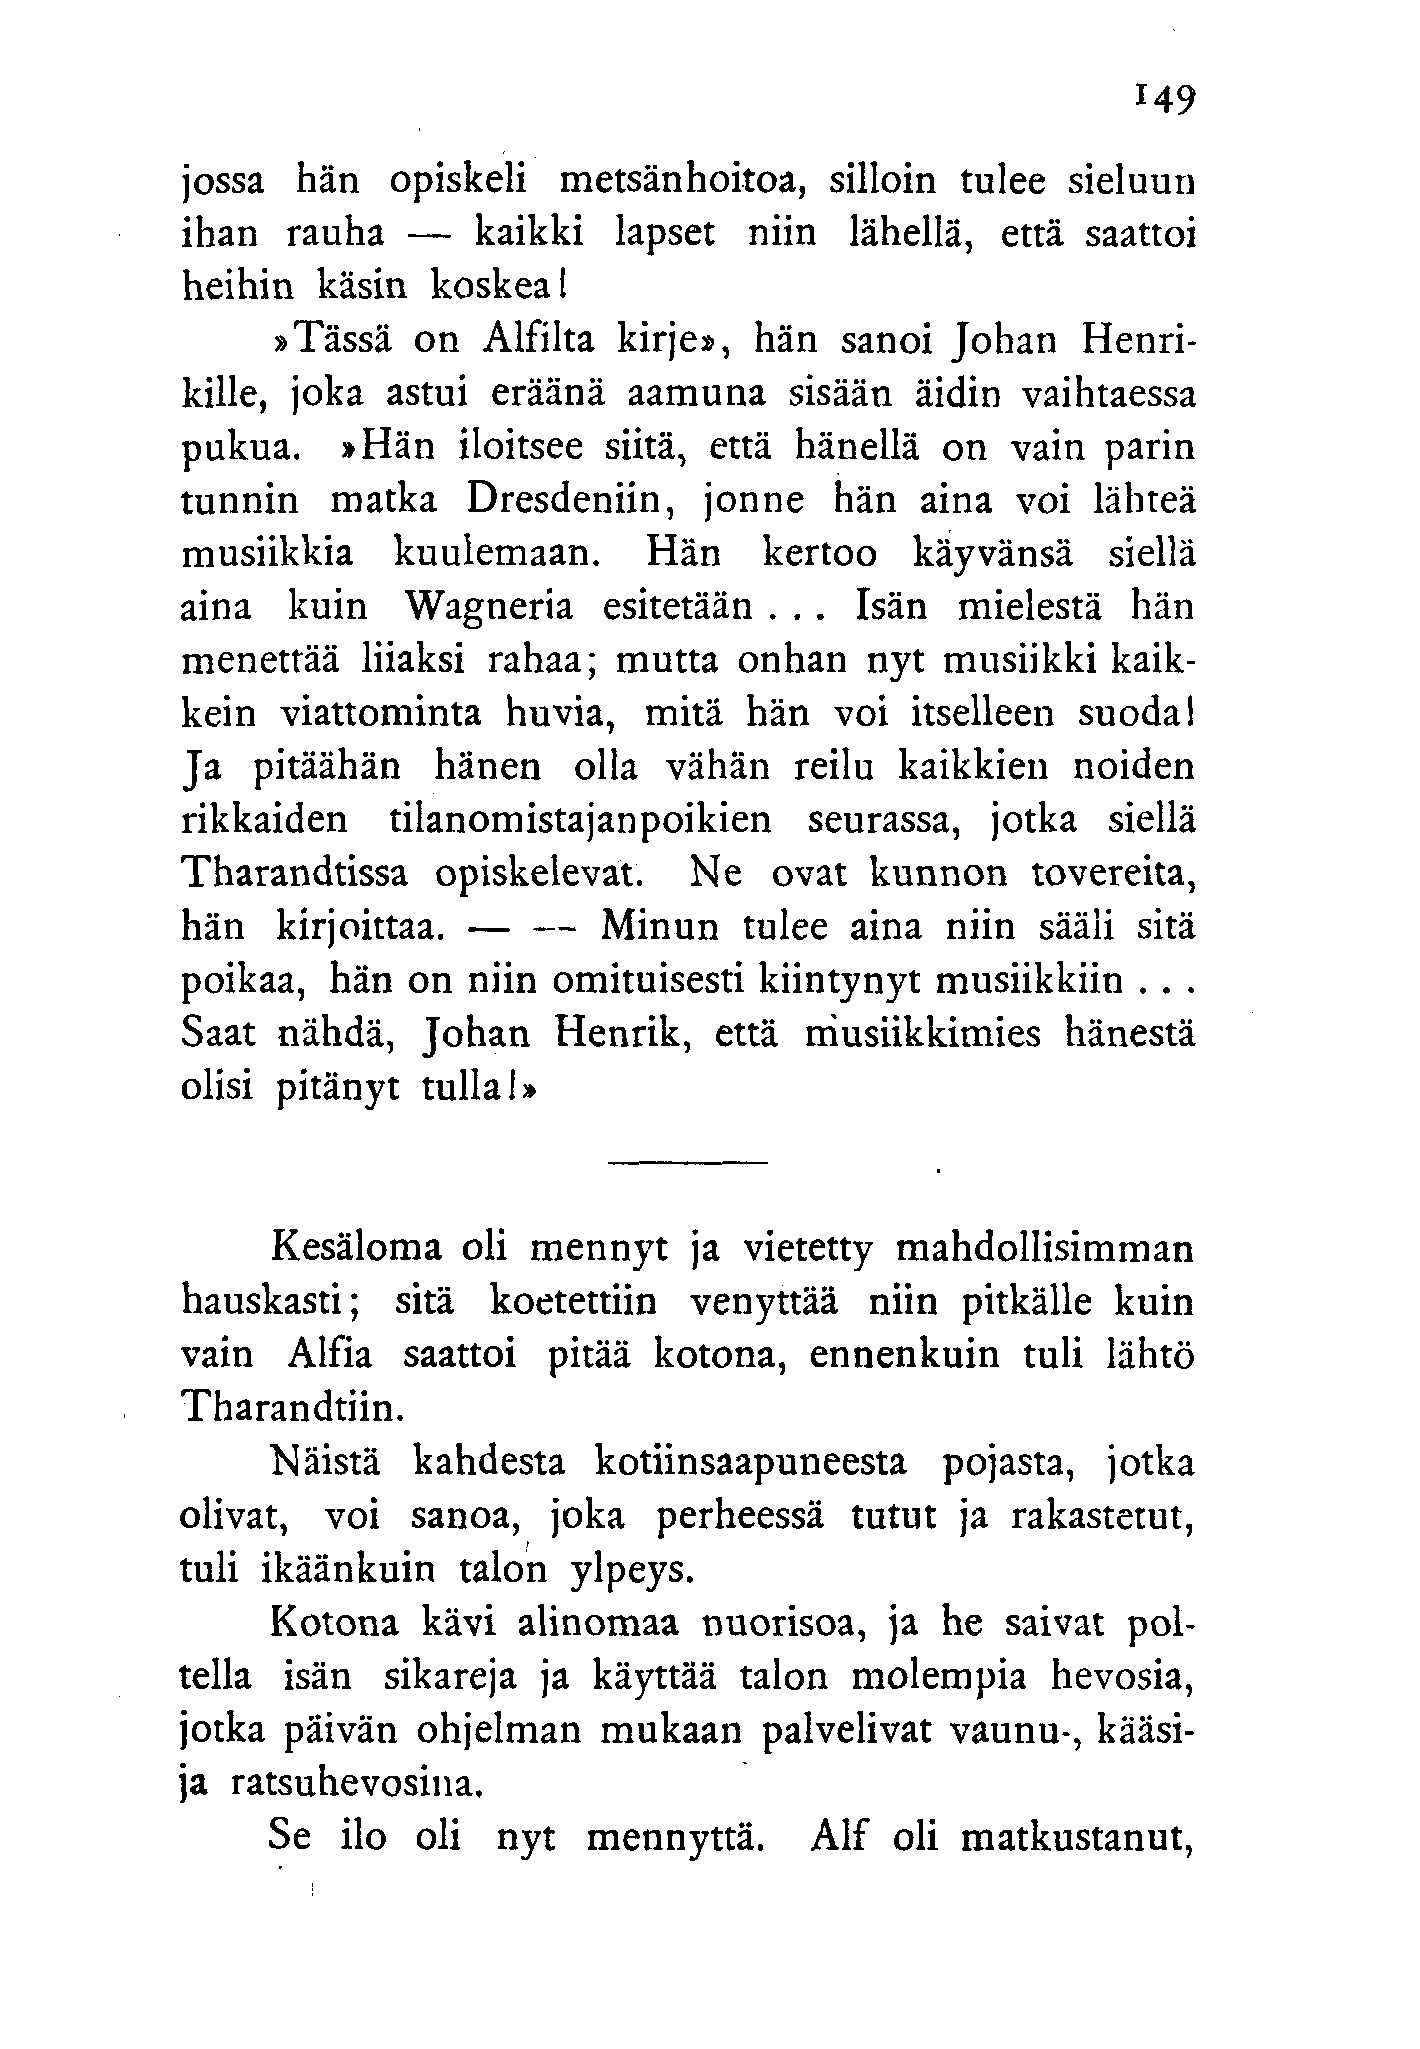 149
jossa hän opiskeli metsänhoitoa, silloin tulee sieluun
ihan rauha — kaikki lapset niin lähellä, että saattoi
heihin käsin koskea!
»Tässä on Alfilta kirje», hän sanoi Johan Henri-
kille, joka astui eräänä aamuna sisään äidin vaihtaessa
pukua. »Hän iloitsee siitä, että hänellä on vain parin
tunnin matka Dresdeniin, jonne hän aina voi lähteä
musiikkia kuulemaan. Hän kertoo käyvänsä siellä
aina kuin Wagneria esitetään . . . Isän mielestä hän
menettää liiaksi rahaa; mutta onhan nyt musiikki kaik-
kein viattominta huvia, mitä hän voi itselleen suoda!
Ja pitäähän hänen olla vähän reilu kaikkien noiden
rikkaiden tilanomistajanpoikien seurassa, jotka siellä
Tharandtissa opiskelevat. Ne ovat kunnon tovereita,
hän kirjoittaa. — — Minun tulee aina niin sääli sitä
poikaa, hän on niin omituisesti kiintynyt musiikkiin . . .
Saat nähdä, Johan Henrik, että musiikkimies hänestä
olisi pitänyt tulla!»
Kesäloma oli mennyt ja vietetty mahdollisimman
hauskasti; sitä koetettiin venyttää niin pitkälle kuin
vain Alfia saattoi pitää kotona, ennenkuin tuli lähtö
Tharandtiin.
Näistä kahdesta kotiinsaapuneesta pojasta, jotka
olivat, voi sanoa, joka perheessä tutut ja rakastetut,
tuli ikäänkuin talon ylpeys.
Kotona kävi alinomaa nuorisoa, ja he saivat pol-
tella isän sikareja ja käyttää talon molempia hevosia,
jotka päivän ohjelman mukaan palvelivat vaunu-, kääsi-
ja ratsuhevosina.
Se ilo oli nyt mennyttä. Alf oli matkustanut,